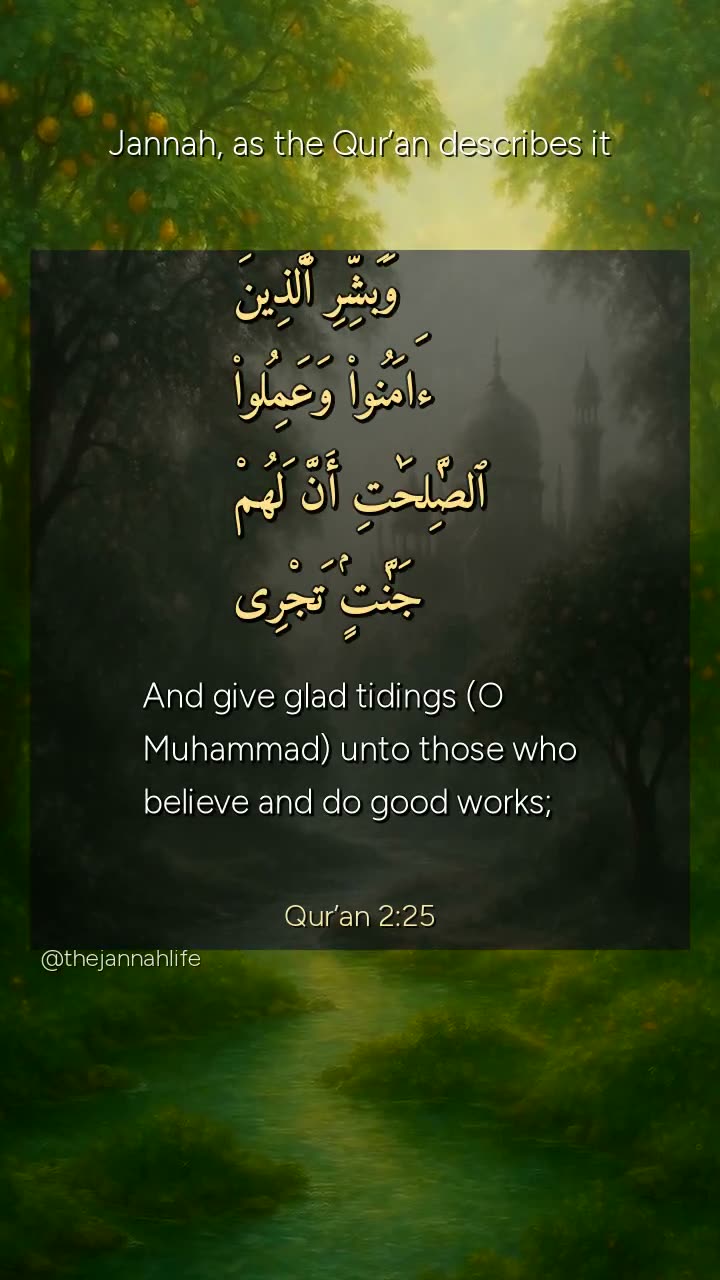 Jannah, as the Qur’an describes it
وَبَشِّرِ ٱلَّذِينَ
ءَامَنُوا۟ وَعَمِلُوا۟
ٱلصَّـٰلِحَـٰتِ أَنَّ لَهُمْ
جَنَّـٰتٍۢ تَجْرِى
And give glad tidings (O
Muhammad) unto those who
believe and do good works;
Qur’an 2:25
@thejannahlife